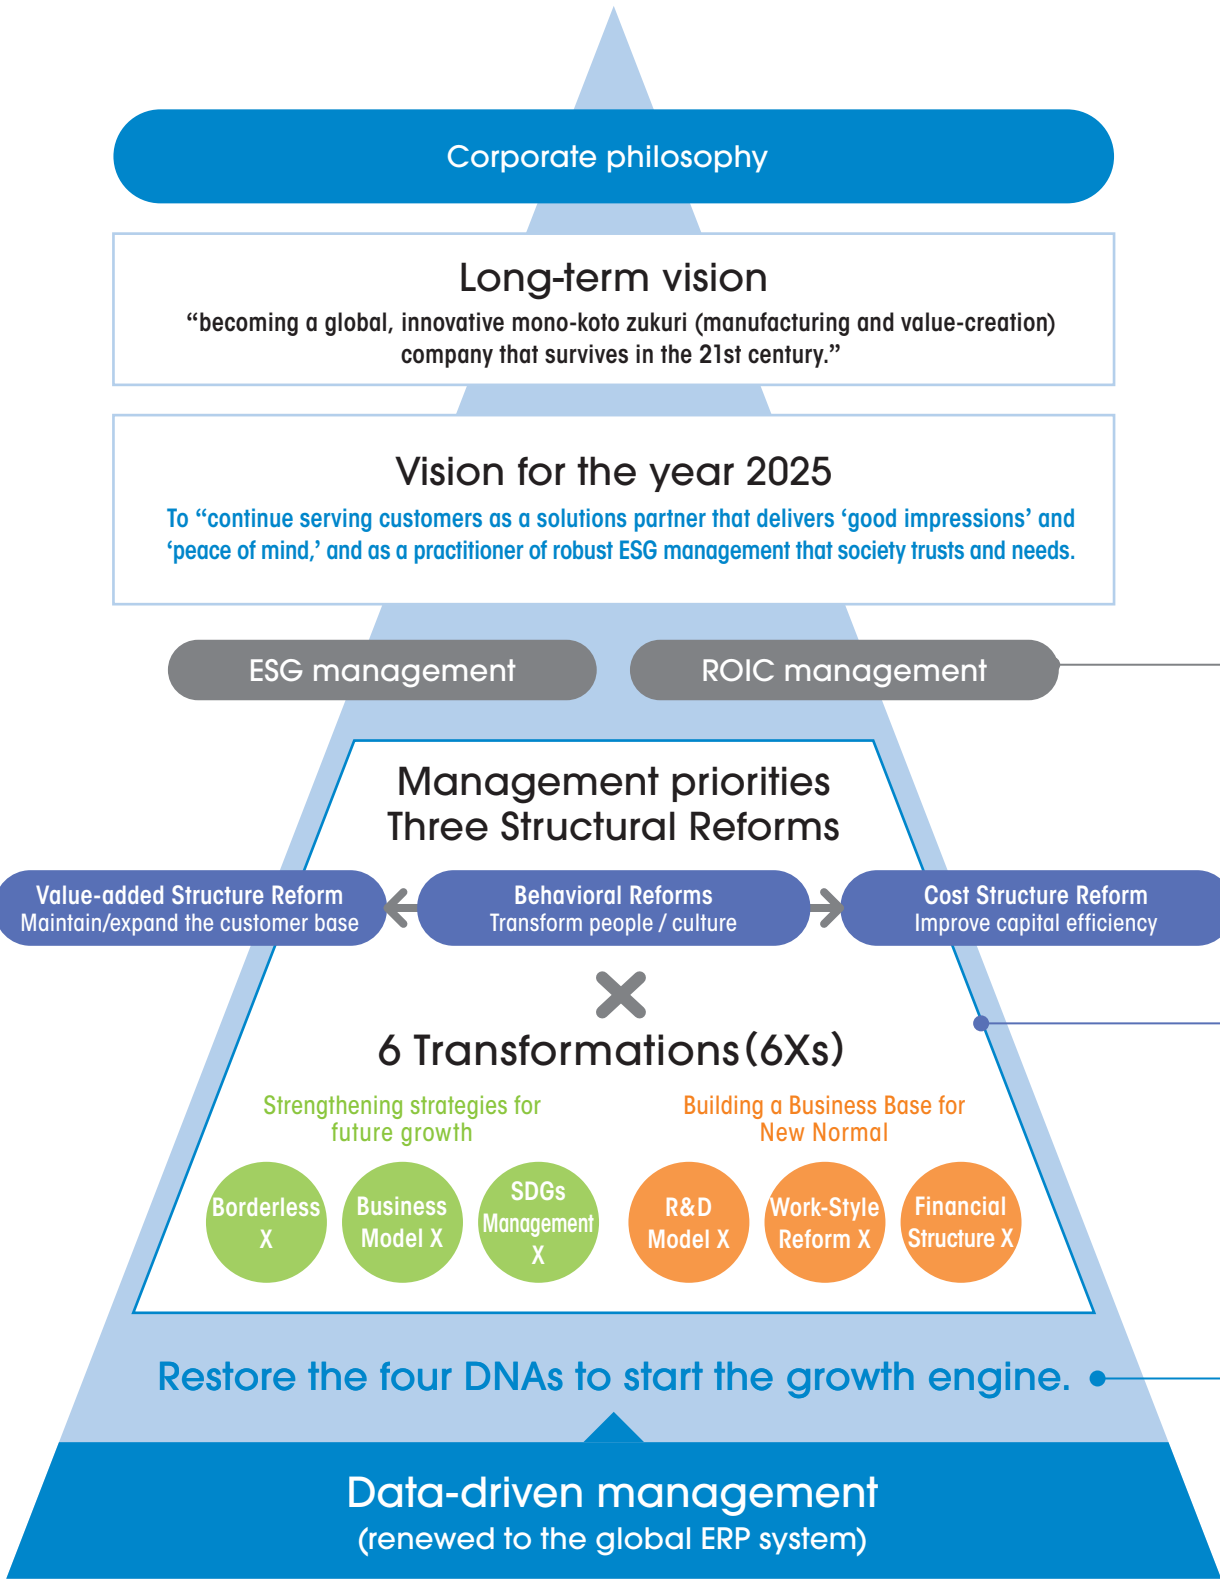 Corporate philosophy
Long-term vision
“becoming a global, innovative mono-koto zukuri (manufacturing and value-creation)
company that survives in the 21st century.”
Vision for the year 2025
To “continue serving customers as a solutions partner that delivers ‘good impressions’ and
‘peace of mind,’ and as a practitioner of robust ESG management that society trusts and needs.
ESG management
ROIC management
Management priorities
Three Structural Reforms
Value-added Structure Reform
Maintain/expand the customer base
Behavioral Reforms
Transform people / culture
Cost Structure Reform
Improve capital efficiency
6 Transformations (6Xs)
Strengthening strategies for
future growth
Building a Business Base for
New Normal
Borderless
X
Business
Model X
SDGs
Management
X
R&D
Model X
Work-Style
Reform X
Financial
Structure X
Restore the four DNAs to start the growth engine.
Data-driven management
(renewed to the global ERP system)